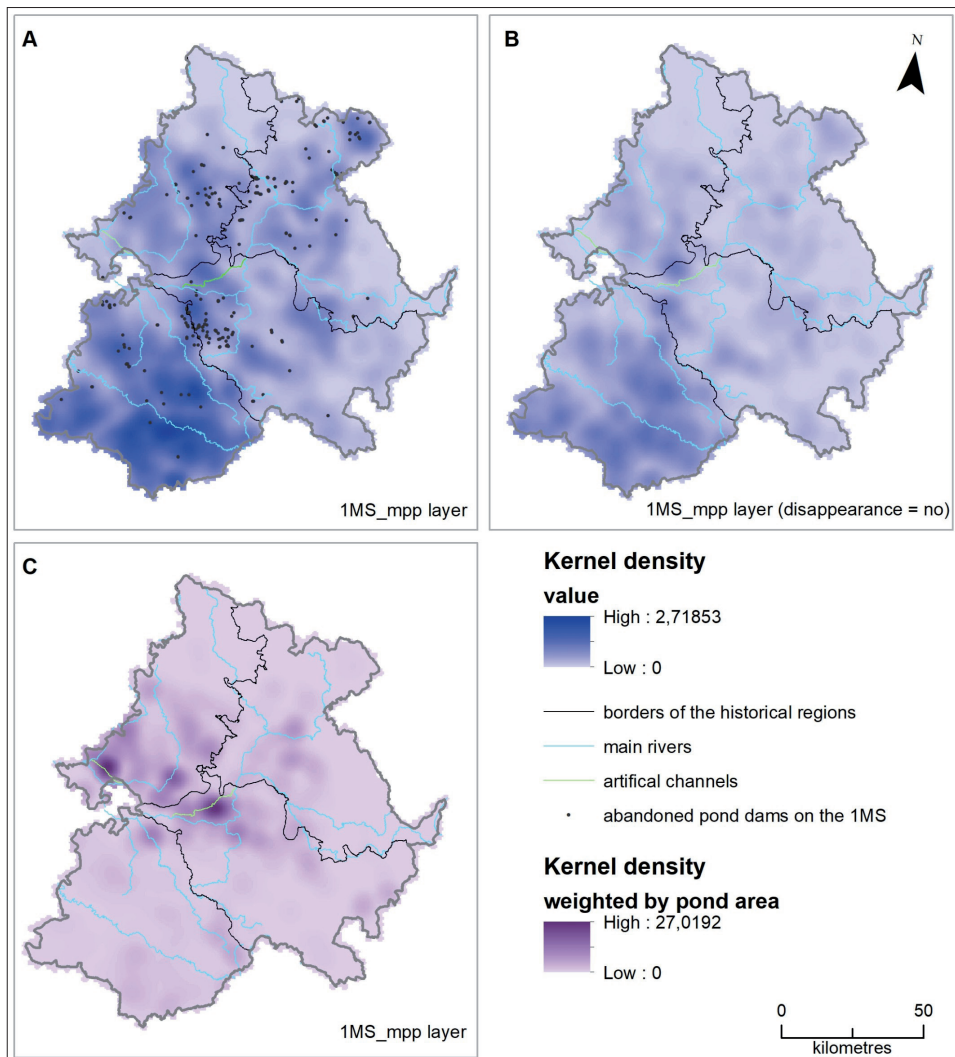 A
1MS_mpp layer
B
N
1MS_mpp layer (disappearance = no)
C
1MS_mpp layer
Kernel density
value
High : 2,71853
Low : 0
borders of the historical regions
main rivers
artifical channels
abandoned pond dams on the 1MS
Kernel density
weighted by pond area
High : 27,0192
Low : 0
0 50
kilometres